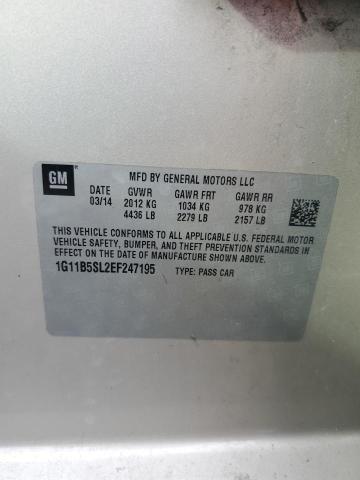 GM
MFD BY GENERAL MOTORS LLC
DATE GVWR GAWR FRT GAWR RR
03/14 2012 KG 1034 KG 978 KG
4436 LB 2279 LB 2157 LB
THIS VEHICLE CONFORMS TO ALL APPLICABLE U.S. FEDERAL MOTOR
VEHICLE SAFETY, BUMPER, AND THEFT PREVENTION STANDARDS
IN EFFECT ON THE DATE OF MANUFACTURE SHOWN ABOVE.
1G11B5SL2EF247195 TYPE: PASS CAR